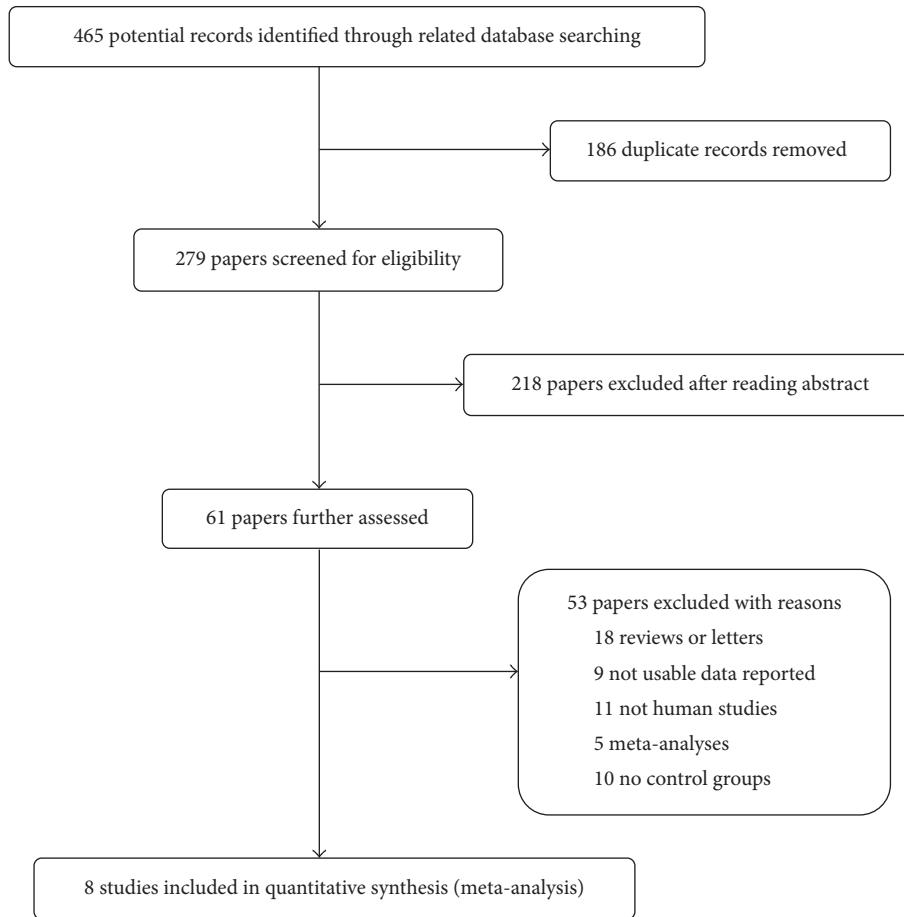 465 potential records identified through related database searching
186 duplicate records removed
279 papers screened for eligibility
218 papers excluded after reading abstract
61 papers further assessed
53 papers excluded with reasons
18 reviews or letters
9 not usable data reported
11 not human studies
5 meta-analyses
10 no control groups
8 studies included in quantitative synthesis (meta-analysis)